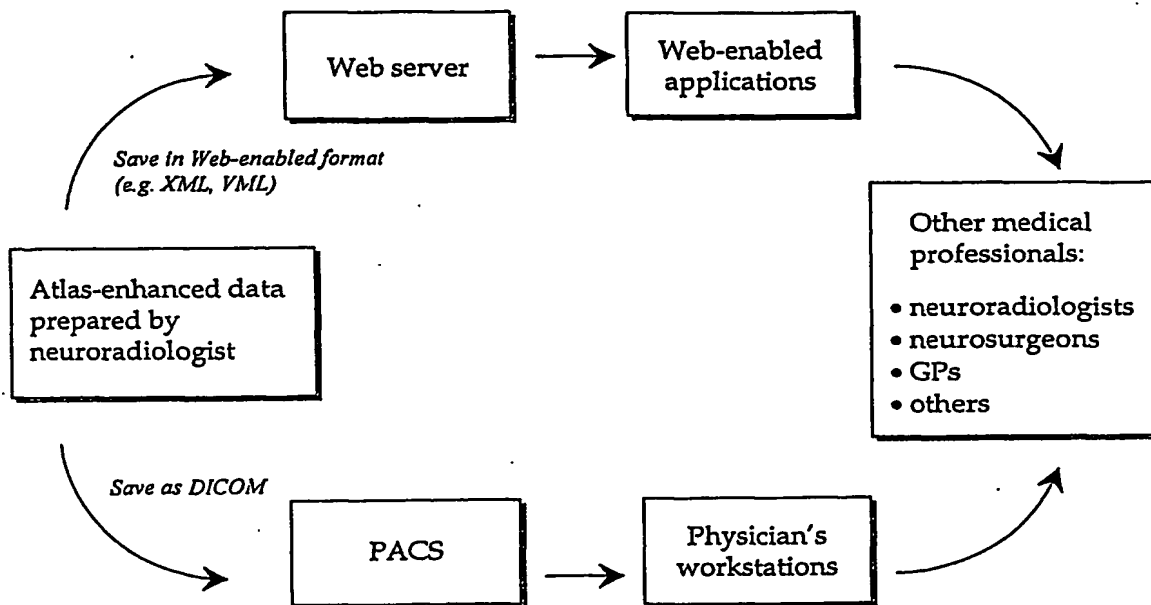 Web server
Web-enabled
applications
Save in Web-enabled format
(e.g. XML, VML)
Atlas-enhanced data
prepared by
neuroradiologist
Other medical
professionals:
• neuroradiologists
• neurosurgeons
• GPs
• others
Save as DICOM
PACS
Physician's
workstations